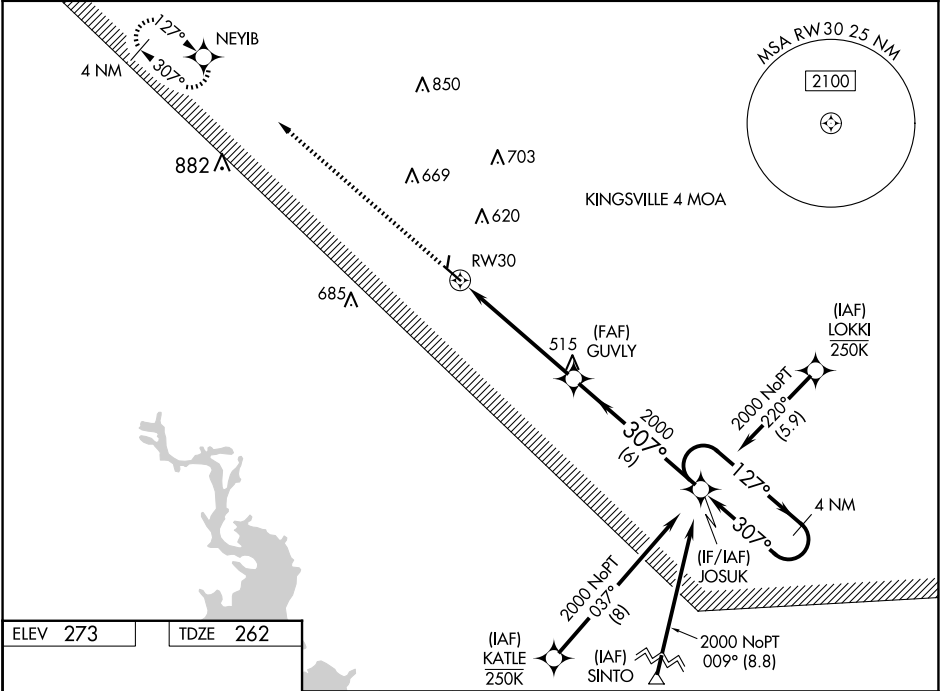 127°
NEYIB
4 NM
307°
MSA RW30 25 NM
2100
850
882
669
703
620
KINGSVILLE 4 MOA
RW30
685
(FAF)
GUVLY
515
(IAF)
LOKKI
250K
2000 NoPT
220°
(5.9)
2000
307°
(6)
127°
4 NM
307°
(IF/IAF)
JOSUK
2000 NoPT
037°
(8)
2000 NoPT
009° (8.8)
(IAF)
KATLE
250K
(IAF)
SINTO
ELEV 273
TDZE 262